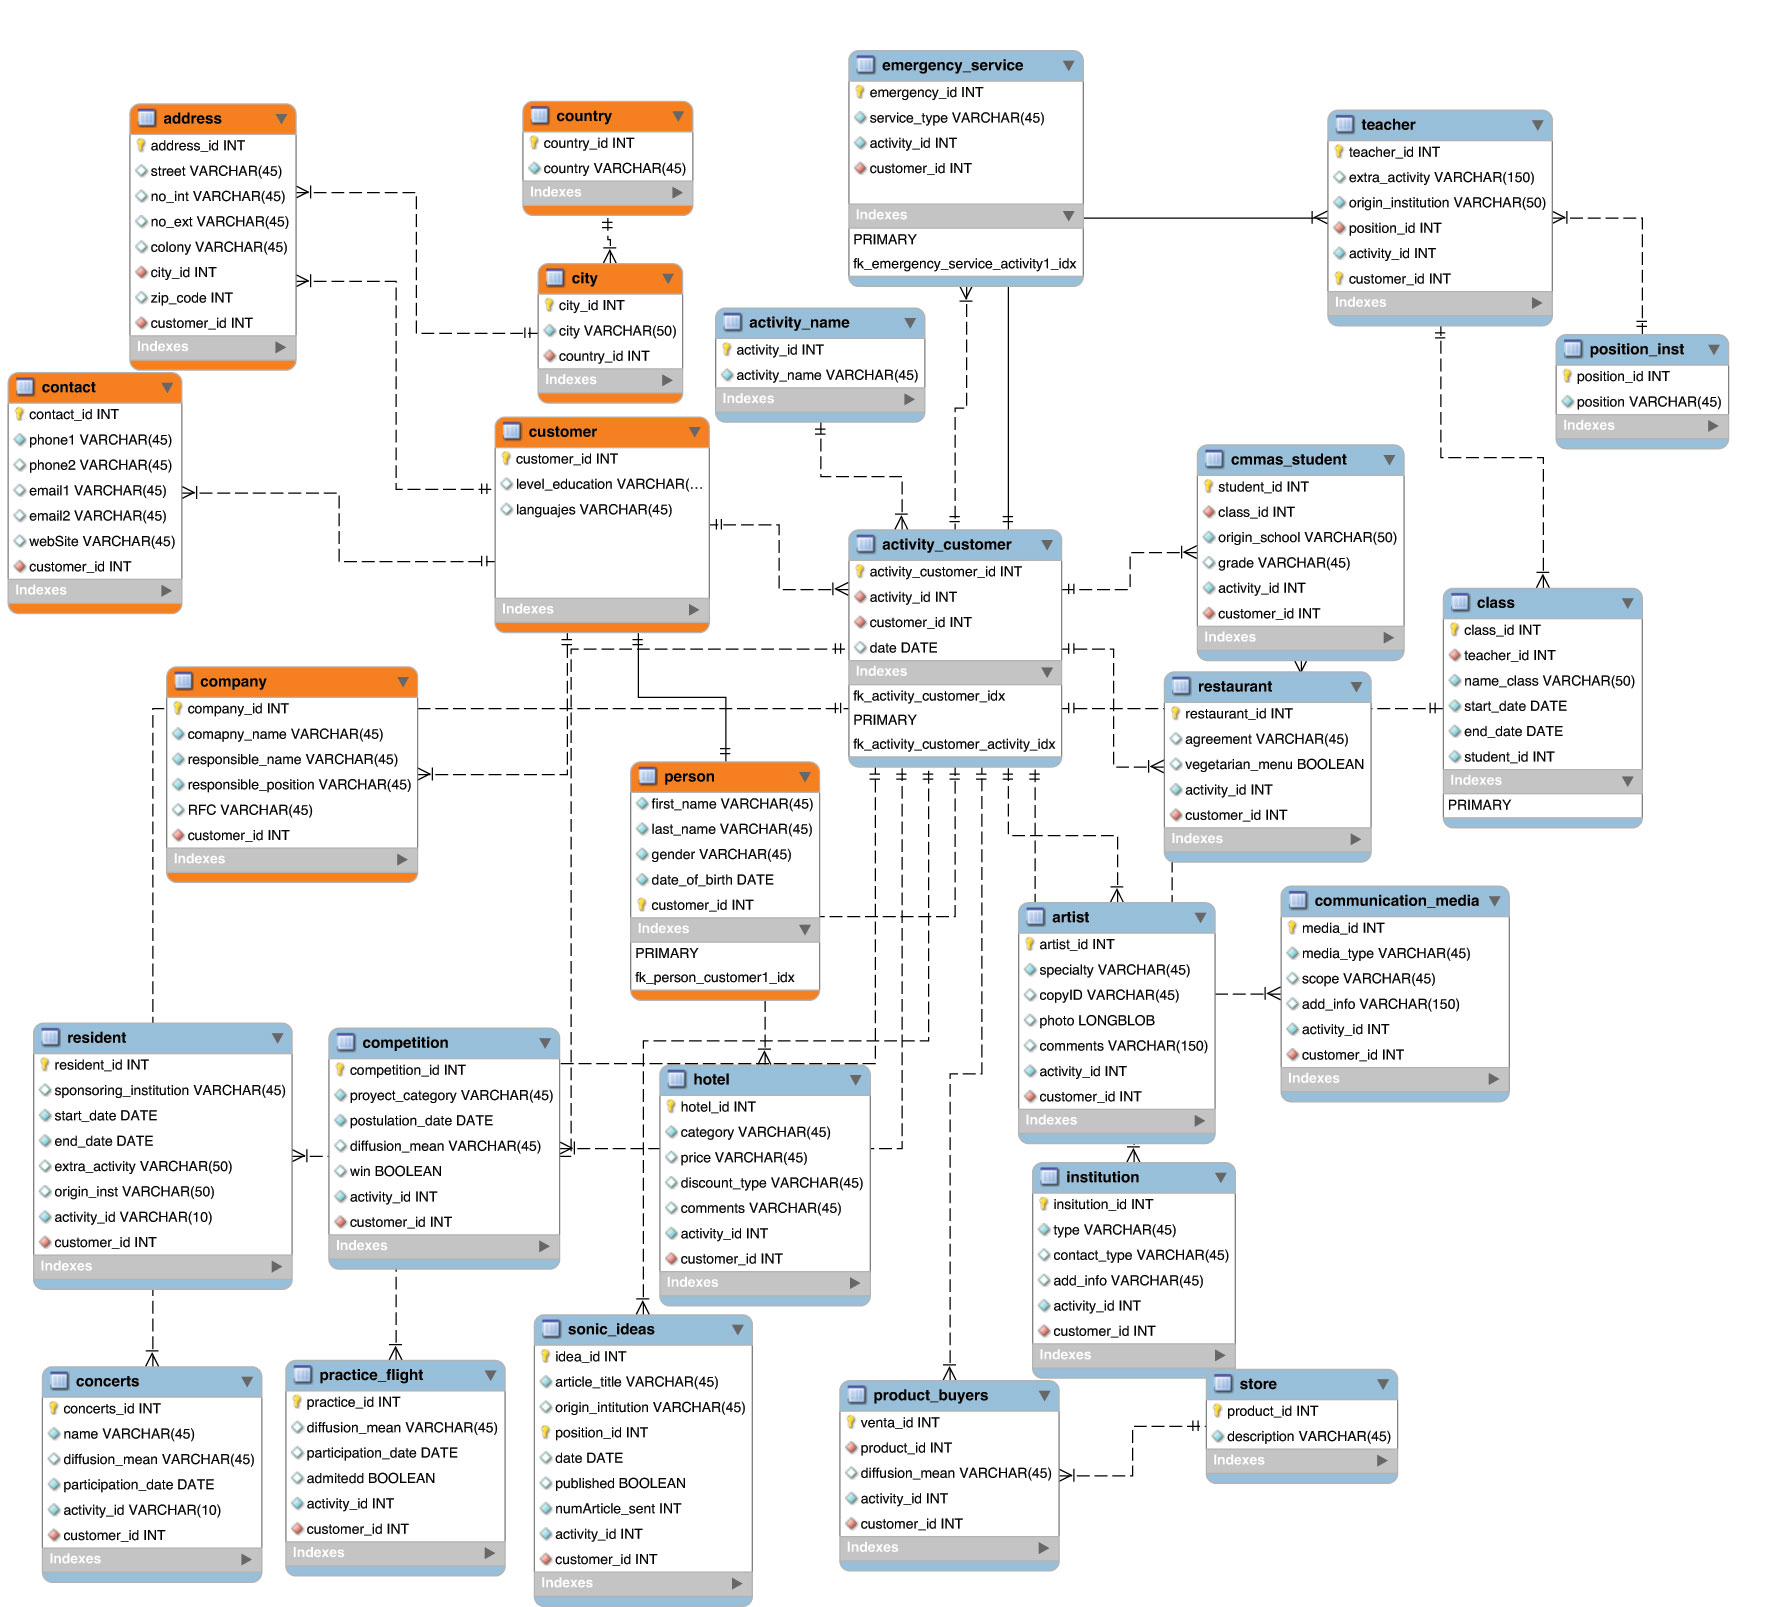 emergency_service
emergency_id INT
service_type VARCHAR(45)
activity_id INT
customer_id INT
Indexes
PRIMARY
fk_emergency_service_activity1_idx
address
address_id INT
street VARCHAR(45)
no_int VARCHAR(45)
no_ext VARCHAR(45)
colony VARCHAR(45)
city_id INT
zip_code INT
customer_id INT
Indexes
country
country_id INT
country VARCHAR(45)
Indexes
teacher
teacher_id INT
extra_activity VARCHAR(150)
origin_institution VARCHAR(50)
position_id INT
activity_id INT
customer_id INT
Indexes
city
city_id INT
city VARCHAR(50)
country_id INT
Indexes
activity_name
activity_id INT
activity_name VARCHAR(45)
Indexes
position_inst
position_id INT
position VARCHAR(45)
Indexes
contact
contact_id INT
phone1 VARCHAR(45)
phone2 VARCHAR(45)
email1 VARCHAR(45)
email2 VARCHAR(45)
webSite VARCHAR(45)
customer_id INT
Indexes
customer
customer_id INT
level_education VARCHAR(...
languajes VARCHAR(45)
Indexes
cmmas_student
student_id INT
class_id INT
origin_school VARCHAR(50)
grade VARCHAR(45)
activity_id INT
customer_id INT
Indexes
activity_customer
activity_customer_id INT
activity_id INT
customer_id INT
date DATE
Indexes
fk_activity_customer_idx
PRIMARY
fk_activity_customer_activity_idx
class
class_id INT
teacher_id INT
name_class VARCHAR(50)
start_date DATE
end_date DATE
student_id INT
Indexes
PRIMARY
company
company_id INT
comapny_name VARCHAR(45)
responsible_name VARCHAR(45)
responsible_position VARCHAR(45)
RFC VARCHAR(45)
customer_id INT
Indexes
restaurant
restaurant_id INT
agreement VARCHAR(45)
vegetarian_menu BOOLEAN
activity_id INT
customer_id INT
Indexes
person
first_name VARCHAR(45)
last_name VARCHAR(45)
gender VARCHAR(45)
date_of_birth DATE
customer_id INT
Indexes
PRIMARY
fk_person_customer1_idx
artist
artist_id INT
specialty VARCHAR(45)
copyID VARCHAR(45)
photo LONGBLOB
comments VARCHAR(150)
activity_id INT
customer_id INT
Indexes
communication_media
media_id INT
media_type VARCHAR(45)
scope VARCHAR(45)
add_info VARCHAR(150)
activity_id INT
customer_id INT
Indexes
resident
resident_id INT
sponsoring_institution VARCHAR(45)
start_date DATE
end_date DATE
extra_activity VARCHAR(50)
origin_inst VARCHAR(50)
activity_id VARCHAR(10)
customer_id INT
Indexes
competition
competition_id INT
proyect_category VARCHAR(45)
postulation_date DATE
diffusion_mean VARCHAR(45)
win BOOLEAN
activity_id INT
customer_id INT
Indexes
hotel
hotel_id INT
category VARCHAR(45)
price VARCHAR(45)
discount_type VARCHAR(45)
comments VARCHAR(45)
activity_id INT
customer_id INT
Indexes
institution
insitution_id INT
type VARCHAR(45)
contact_type VARCHAR(45)
add_info VARCHAR(45)
activity_id INT
customer_id INT
Indexes
concerts
concerts_id INT
name VARCHAR(45)
diffusion_mean VARCHAR(45)
participation_date DATE
activity_id VARCHAR(10)
customer_id INT
Indexes
practice_flight
practice_id INT
diffusion_mean VARCHAR(45)
participation_date DATE
admitedd BOOLEAN
activity_id INT
customer_id INT
Indexes
sonic_ideas
idea_id INT
article_title VARCHAR(45)
origin_intitution VARCHAR(45)
position_id INT
date DATE
published BOOLEAN
numArticle_sent INT
activity_id INT
customer_id INT
Indexes
product_buyers
venta_id INT
product_id INT
diffusion_mean VARCHAR(45)
activity_id INT
customer_id INT
Indexes
store
product_id INT
description VARCHAR(45)
Indexes